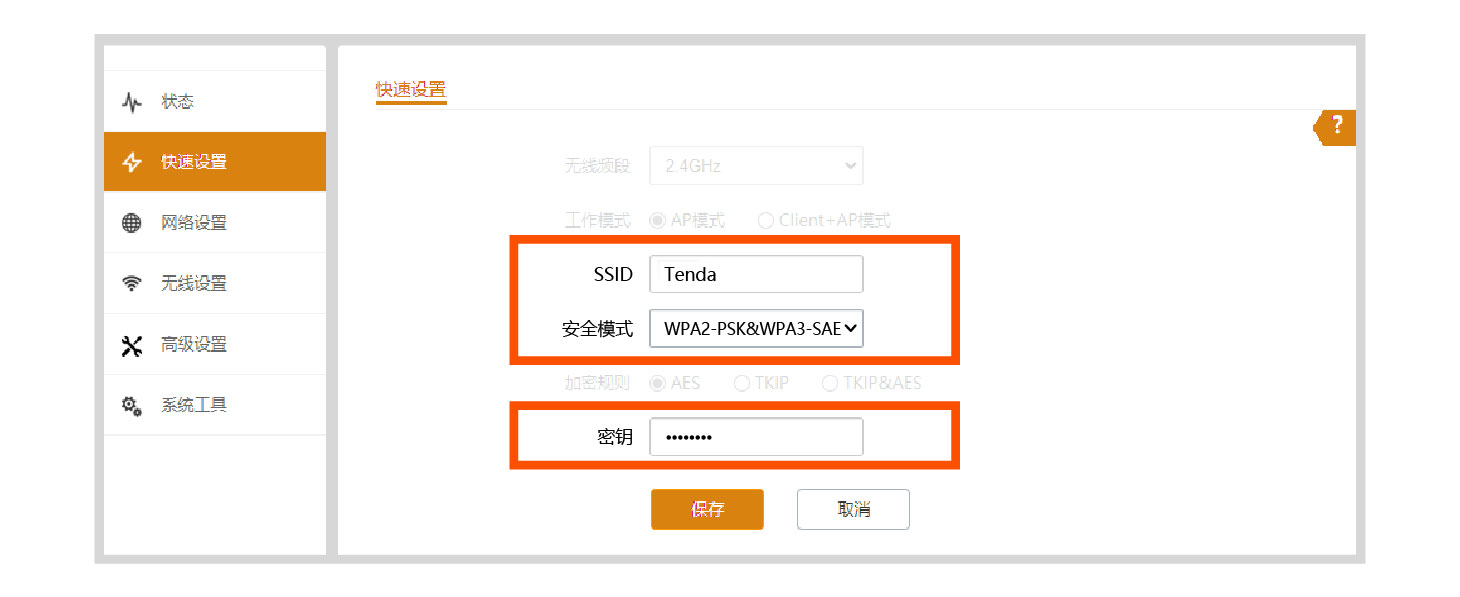 状态
快速设置
网络设置
无线设置
高级设置
系统工具
快速设置
?
无线频段 2.4GHz
工作模式 AP模式 Client+AP模式
SSID Tenda
安全模式 WPA2-PSK&WPA3-SAE
加密规则 AES TKIP TKIP&AES
密钥 ••••••••
保存 取消